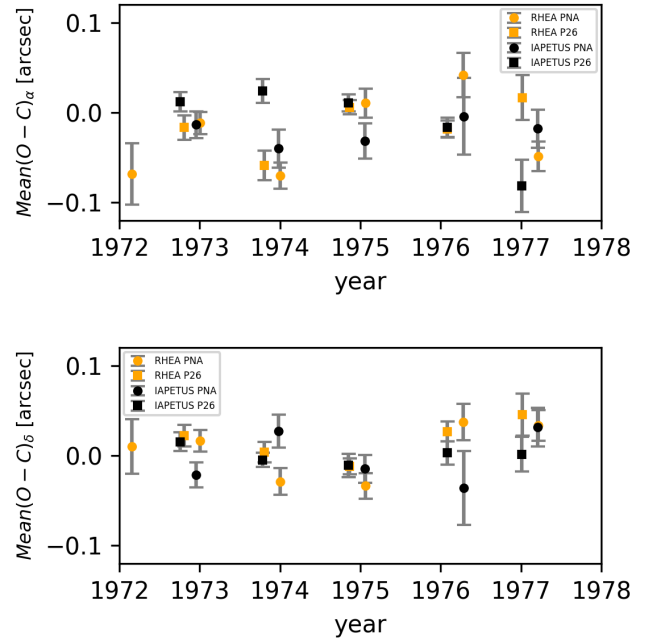 0.1
0.0
−0.1
Mean(O − C)α [arcsec]
RHEA PNA
RHEA P26
IAPETUS PNA
IAPETUS P26
1972 1973 1974 1975 1976 1977 1978
year
0.1
0.0
−0.1
Mean(O − C)δ [arcsec]
RHEA PNA
RHEA P26
IAPETUS PNA
IAPETUS P26
1972 1973 1974 1975 1976 1977 1978
year